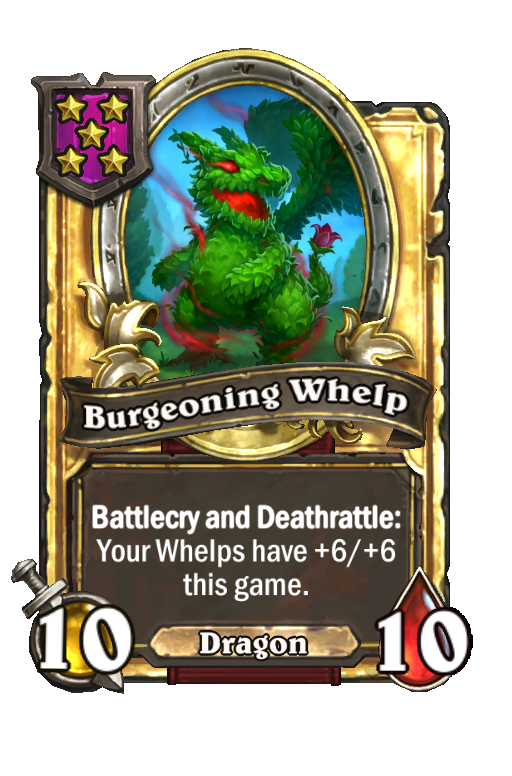 Burgeoning Whelp
Battlecry and Deathrattle:
Your Whelps have +6/+6
this game.
10
Dragon
10